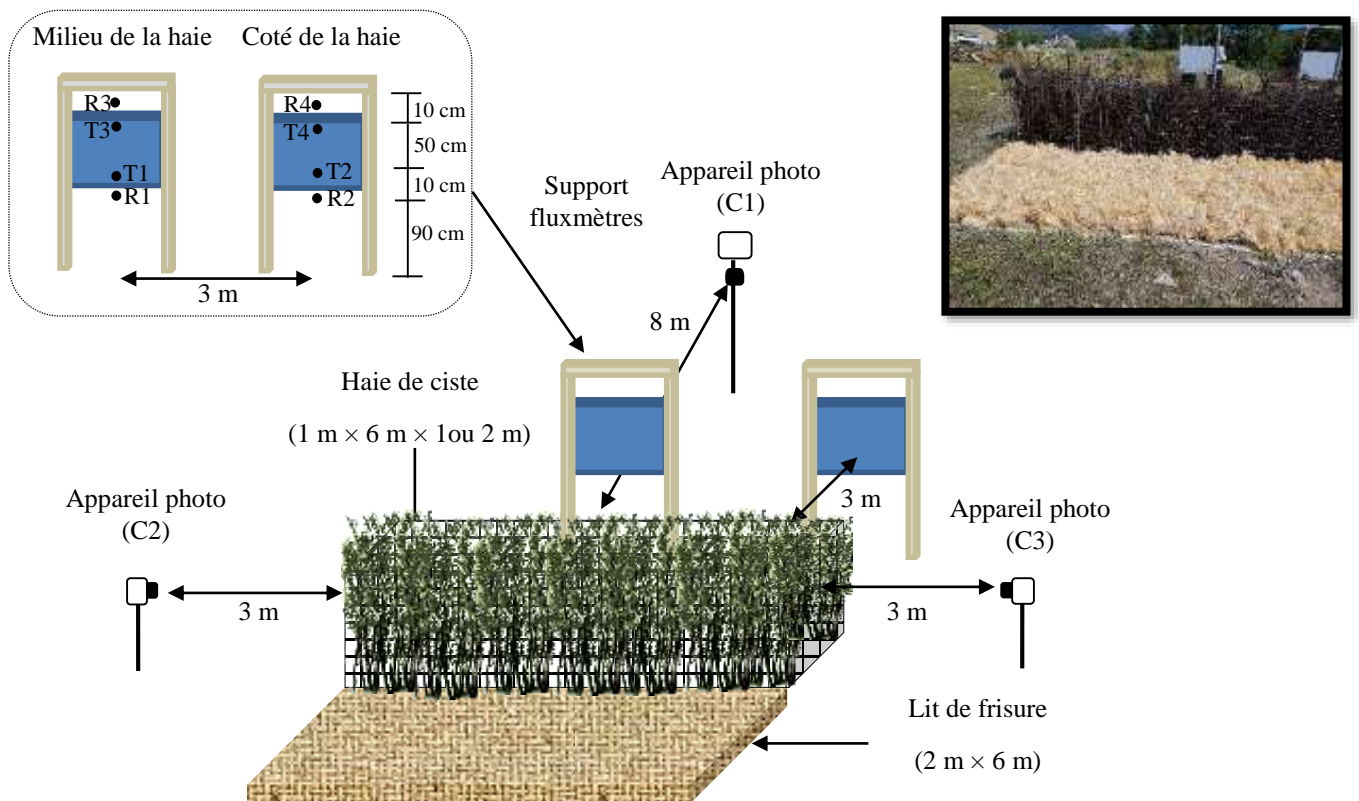 Milieu de la haie
Coté de la haie
R3
T3
T1
R1
R4
T4
T2
R2
10 cm
50 cm
10 cm
90 cm
3 m
Support
fluxmètres
Appareil photo
(C1)
8 m
Haie de ciste
(1 m × 6 m × 1ou 2 m)
3 m
Appareil photo
(C2)
3 m
Appareil photo
(C3)
3 m
Lit de frisure
(2 m × 6 m)